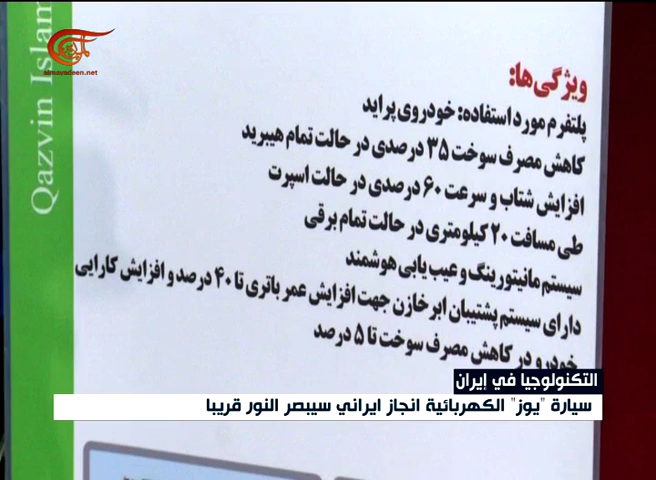 الميادين
almayadeen.net
Qazvin Islam
ویژگی‌ها:
پلتفرم مورد استفاده: خودروی پراید
کاهش مصرف سوخت ۳۵ درصدی در حالت تمام هیبرید
افزایش شتاب و سرعت ۶۰ درصدی در حالت اسپرت
طی مسافت ۲۰ کیلومتری در حالت تمام برقی
سیستم مانیتورینگ و عیب یابی هوشمند
دارای سیستم پشتیبان ابرخازن جهت افزایش عمر باتری تا ۴۰ درصد و افزایش کارایی
خودرو در کاهش مصرف سوخت تا ۵ درصد
التكنولوجيا في إيران
سيارة "يوز" الكهربائية انجاز ايراني سيبصر النور قريبا